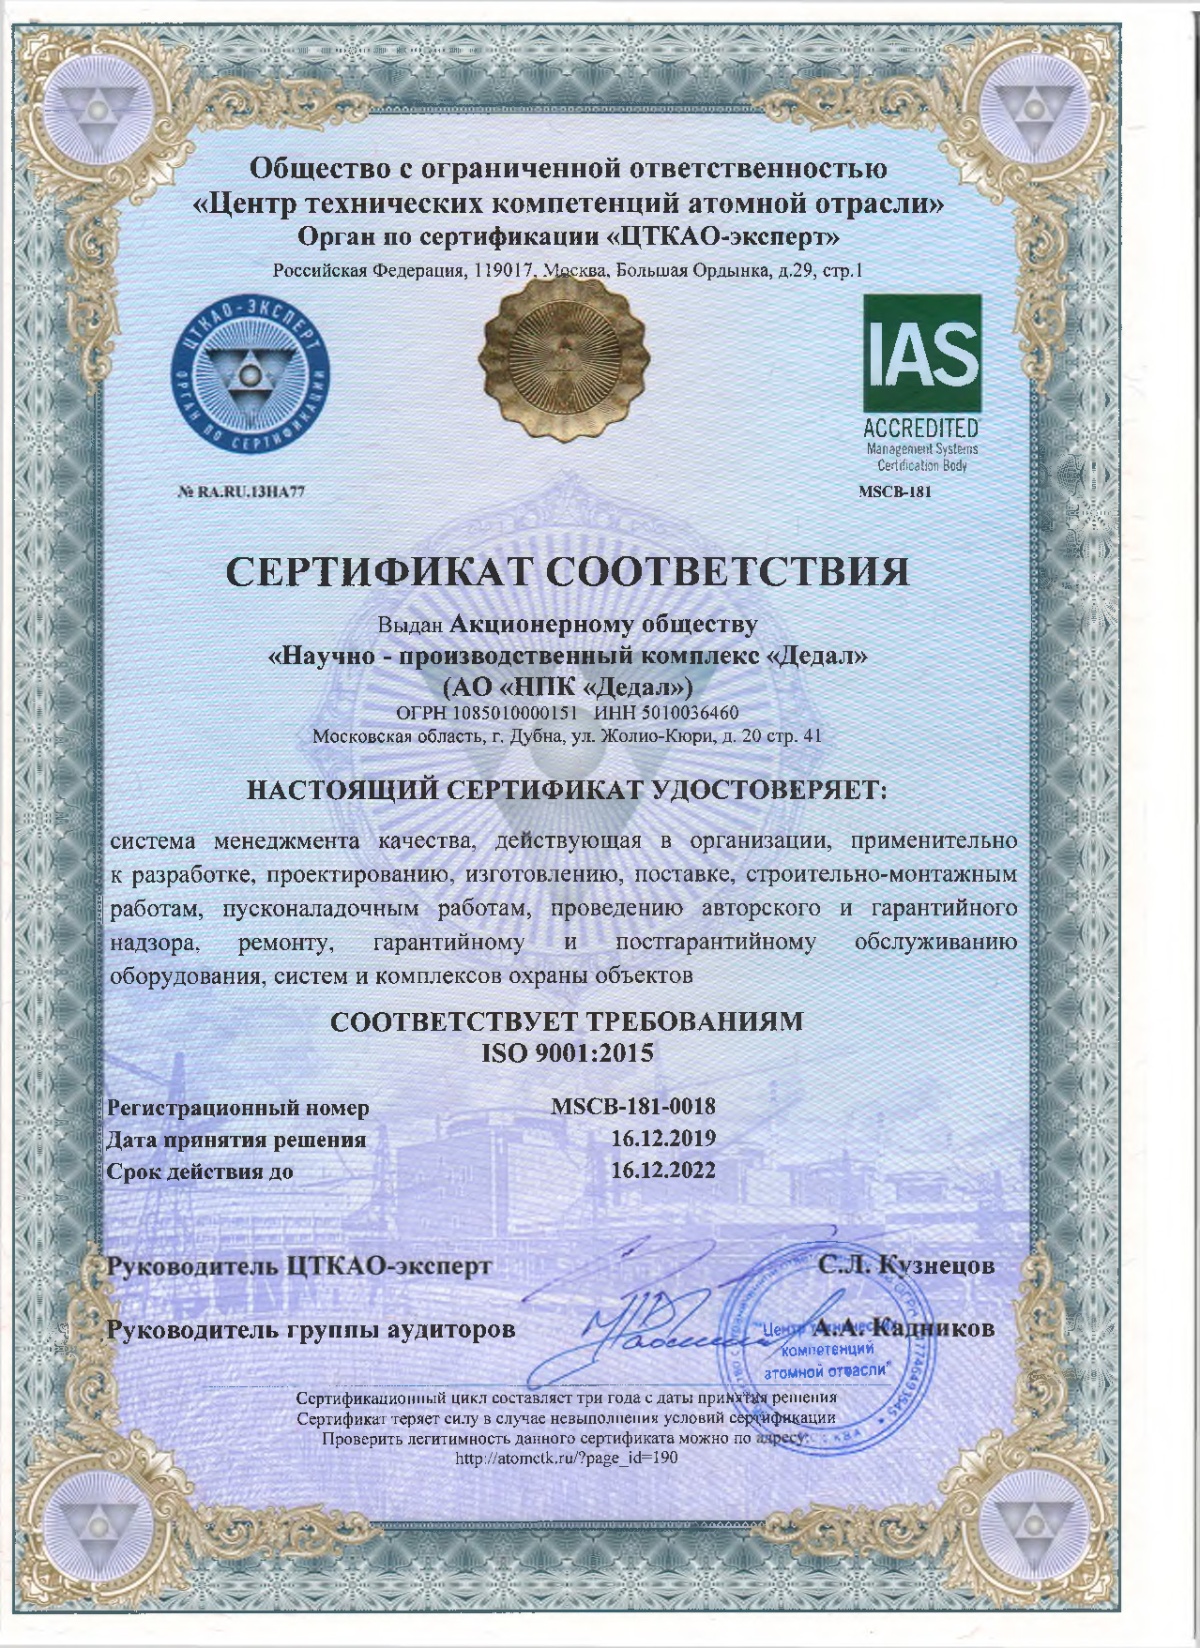 Общество с ограниченной ответственностью
«Центр технических компетенций атомной отрасли»
Орган по сертификации «ЦТКАО-эксперт»
Российская Федерация, 119017, Москва, Большая Ордынка, д.29, стр.1
ЦТКАО-ЭКСПЕРТ
ОРГАН ПО СЕРТИФИКАЦИИ
IAS
ACCREDITED
Management Systems
Certification Body
№ RA.RU.13НА77
MSCB-181
СЕРТИФИКАТ СООТВЕТСТВИЯ
Выдан Акционерному обществу
«Научно - производственный комплекс «Дедал»
(АО «НПК «Дедал»)
ОГРН 1085010000151 ИНН 5010036460
Московская область, г. Дубна, ул. Жолио-Кюри, д. 20 стр. 41
НАСТОЯЩИЙ СЕРТИФИКАТ УДОСТОВЕРЯЕТ:
система менеджмента качества, действующая в организации, применительно
к разработке, проектированию, изготовлению, поставке, строительно-монтажным
работам, пусконаладочным работам, проведению авторского и гарантийного
надзора, ремонту, гарантийному и постгарантийному обслуживанию
оборудования, систем и комплексов охраны объектов
СООТВЕТСТВУЕТ ТРЕБОВАНИЯМ
ISO 9001:2015
Регистрационный номер MSCB-181-0018
Дата принятия решения 16.12.2019
Срок действия до 16.12.2022
Руководитель ЦТКАО-эксперт С.Л. Кузнецов
Руководитель группы аудиторов А.А. Кадников
"Центр
компетенций
атомной отрасли"
Сертификационный цикл составляет три года с даты принятия решения
Сертификат теряет силу в случае невыполнения условий сертификации
Проверить легитимность данного сертификата можно по адресу:
http://atomctk.ru/?page_id=190